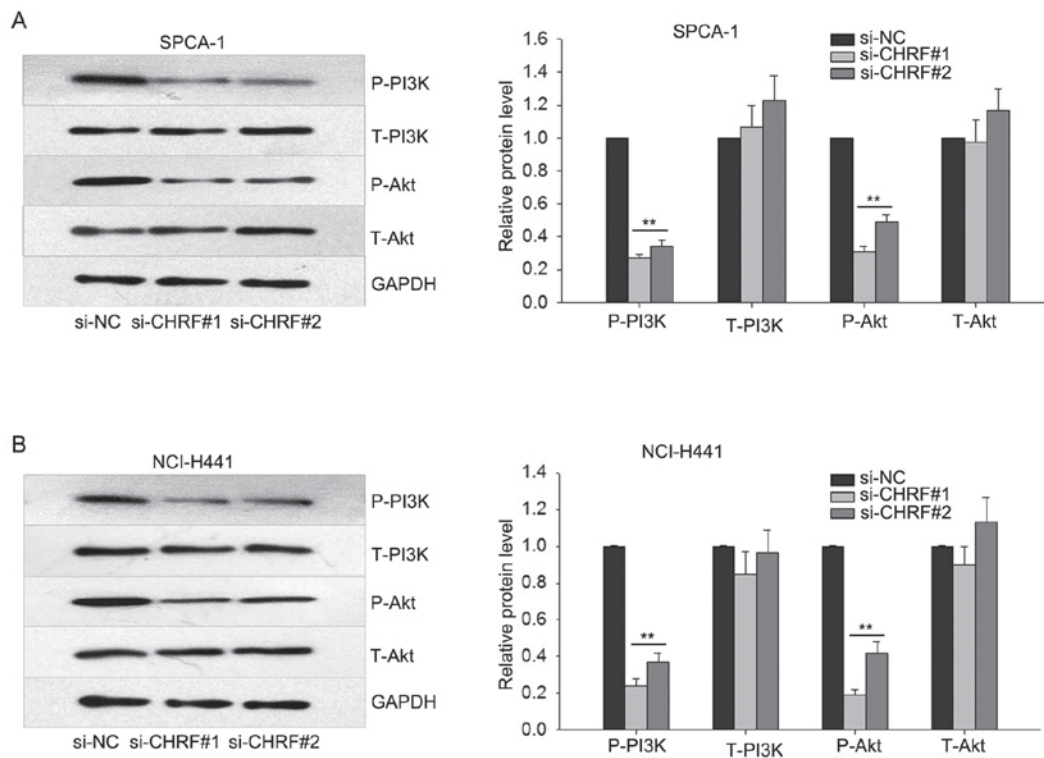 A
SPCA-1
P-PI3K
T-PI3K
P-Akt
T-Akt
GAPDH
si-NC si-CHRF#1 si-CHRF#2
SPCA-1
si-NC
si-CHRF#1
si-CHRF#2
Relative protein level
1.6
1.4
1.2
1.0
0.8
0.6
0.4
0.2
0.0
**
**
P-PI3K T-PI3K P-Akt T-Akt
B
NCI-H441
P-PI3K
T-PI3K
P-Akt
T-Akt
GAPDH
si-NC si-CHRF#1 si-CHRF#2
NCI-H441
si-NC
si-CHRF#1
si-CHRF#2
Relative protein level
1.4
1.2
1.0
0.8
0.6
0.4
0.2
0.0
**
**
P-PI3K T-PI3K P-Akt T-Akt